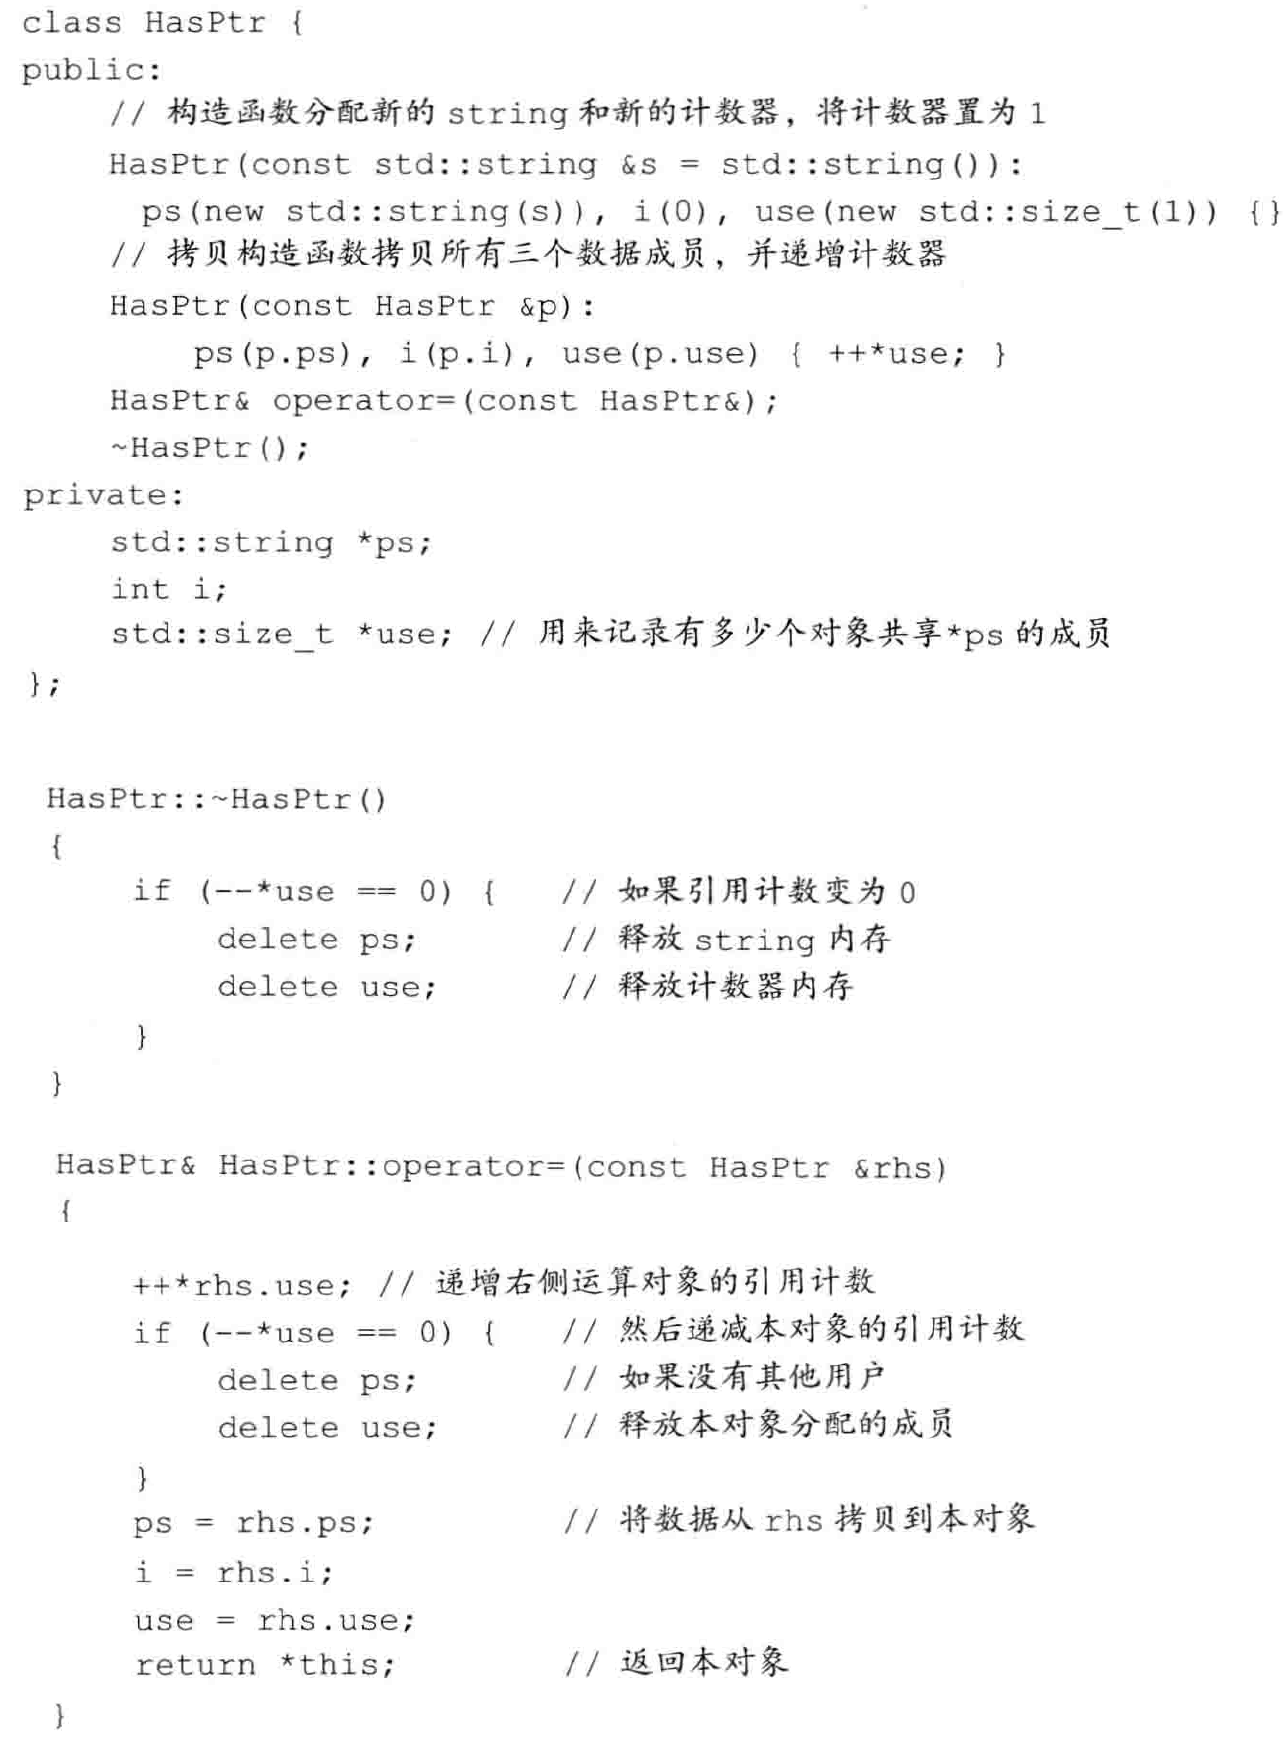 class HasPtr {
public:
// 构造函数分配新的 string 和新的计数器，将计数器置为 1
HasPtr(const std::string &s = std::string()):
ps(new std::string(s)), i(0), use(new std::size_t(1)) {}
// 拷贝构造函数拷贝所有三个数据成员，并递增计数器
HasPtr(const HasPtr &p):
ps(p.ps), i(p.i), use(p.use) { ++*use; }
HasPtr& operator=(const HasPtr&);
~HasPtr();
private:
std::string *ps;
int i;
std::size_t *use; // 用来记录有多少个对象共享*ps 的成员
};
HasPtr::~HasPtr()
{
if (--*use == 0) { // 如果引用计数变为 0
delete ps; // 释放 string 内存
delete use; // 释放计数器内存
}
}
HasPtr& HasPtr::operator=(const HasPtr &rhs)
{
++*rhs.use; // 递增右侧运算对象的引用计数
if (--*use == 0) { // 然后递减本对象的引用计数
delete ps; // 如果没有其他用户
delete use; // 释放本对象分配的成员
}
ps = rhs.ps; // 将数据从 rhs 拷贝到本对象
i = rhs.i;
use = rhs.use;
return *this; // 返回本对象
}